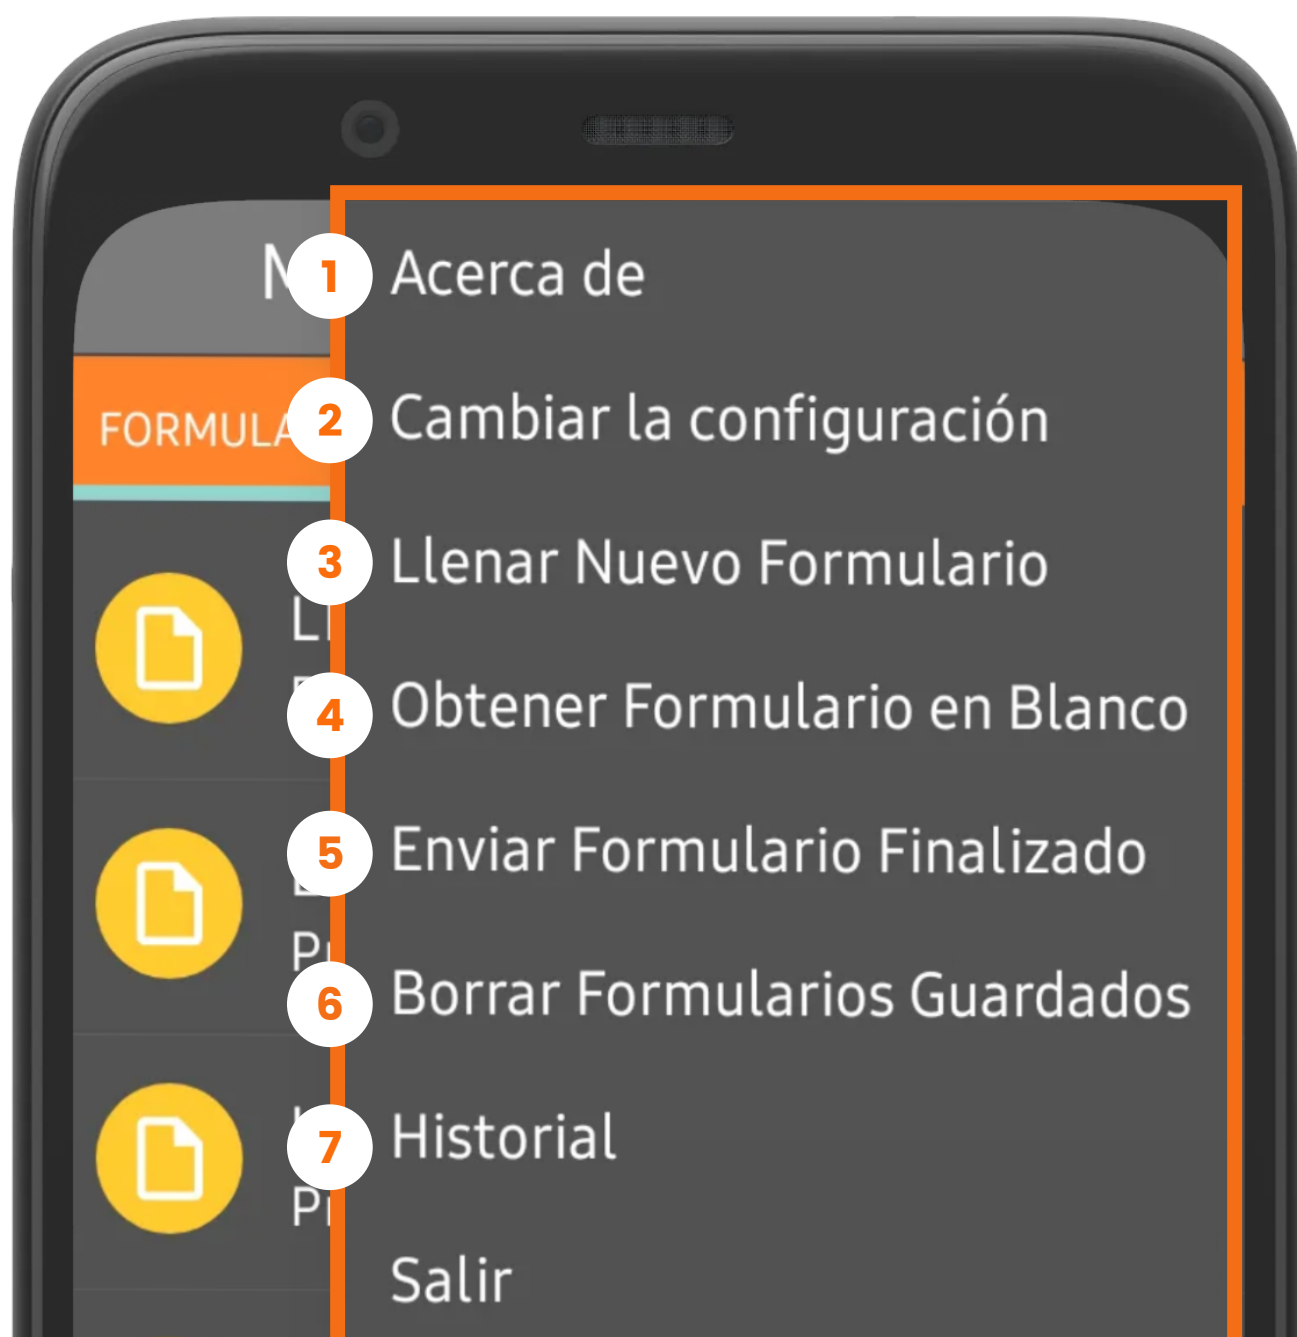 1 Acerca de
FORMULA
2 Cambiar la configuración
3 Llenar Nuevo Formulario
4 Obtener Formulario en Blanco
5 Enviar Formulario Finalizado
6 Borrar Formularios Guardados
7 Historial
Salir